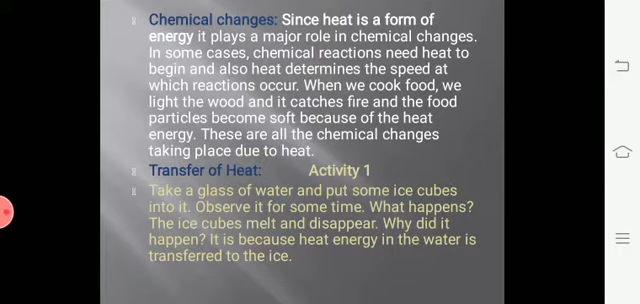 Chemical changes: Since heat is a form of
energy it plays a major role in chemical changes.
In some cases, chemical reactions need heat to
begin and also heat determines the speed at
which reactions occur. When we cook food, we
light the wood and it catches fire and the food
particles become soft because of the heat
energy. These are all the chemical changes
taking place due to heat.
Transfer of Heat: Activity 1
Take a glass of water and put some ice cubes
into it. Observe it for some time. What happens?
The ice cubes melt and disappear. Why did it
happen? It is because heat energy in the water is
transferred to the ice.